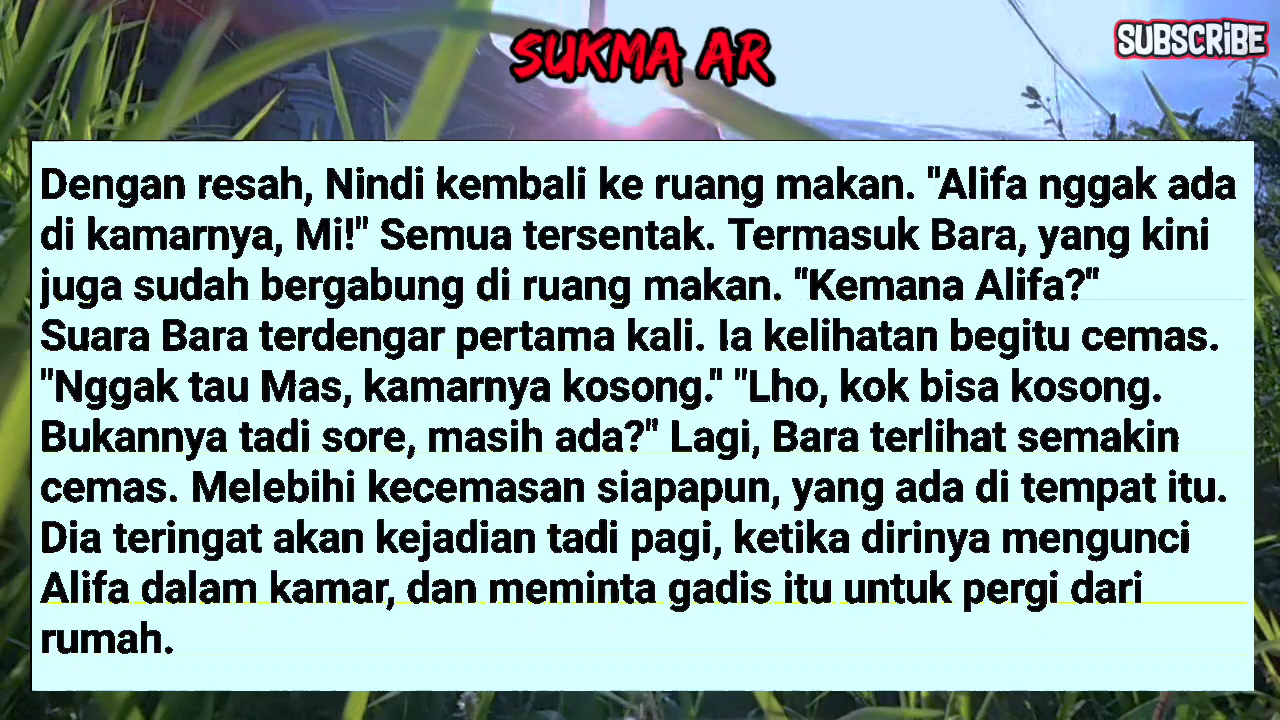 SUKMA AR
SUBSCRIBE
Dengan resah, Nindi kembali ke ruang makan. "Alifa nggak ada
di kamarnya, Mi!" Semua tersentak. Termasuk Bara, yang kini
juga sudah bergabung di ruang makan. "Kemana Alifa?"
Suara Bara terdengar pertama kali. Ia kelihatan begitu cemas.
"Nggak tau Mas, kamarnya kosong." "Lho, kok bisa kosong.
Bukannya tadi sore, masih ada?" Lagi, Bara terlihat semakin
cemas. Melebihi kecemasan siapapun, yang ada di tempat itu.
Dia teringat akan kejadian tadi pagi, ketika dirinya mengunci
Alifa dalam kamar, dan meminta gadis itu untuk pergi dari
rumah.